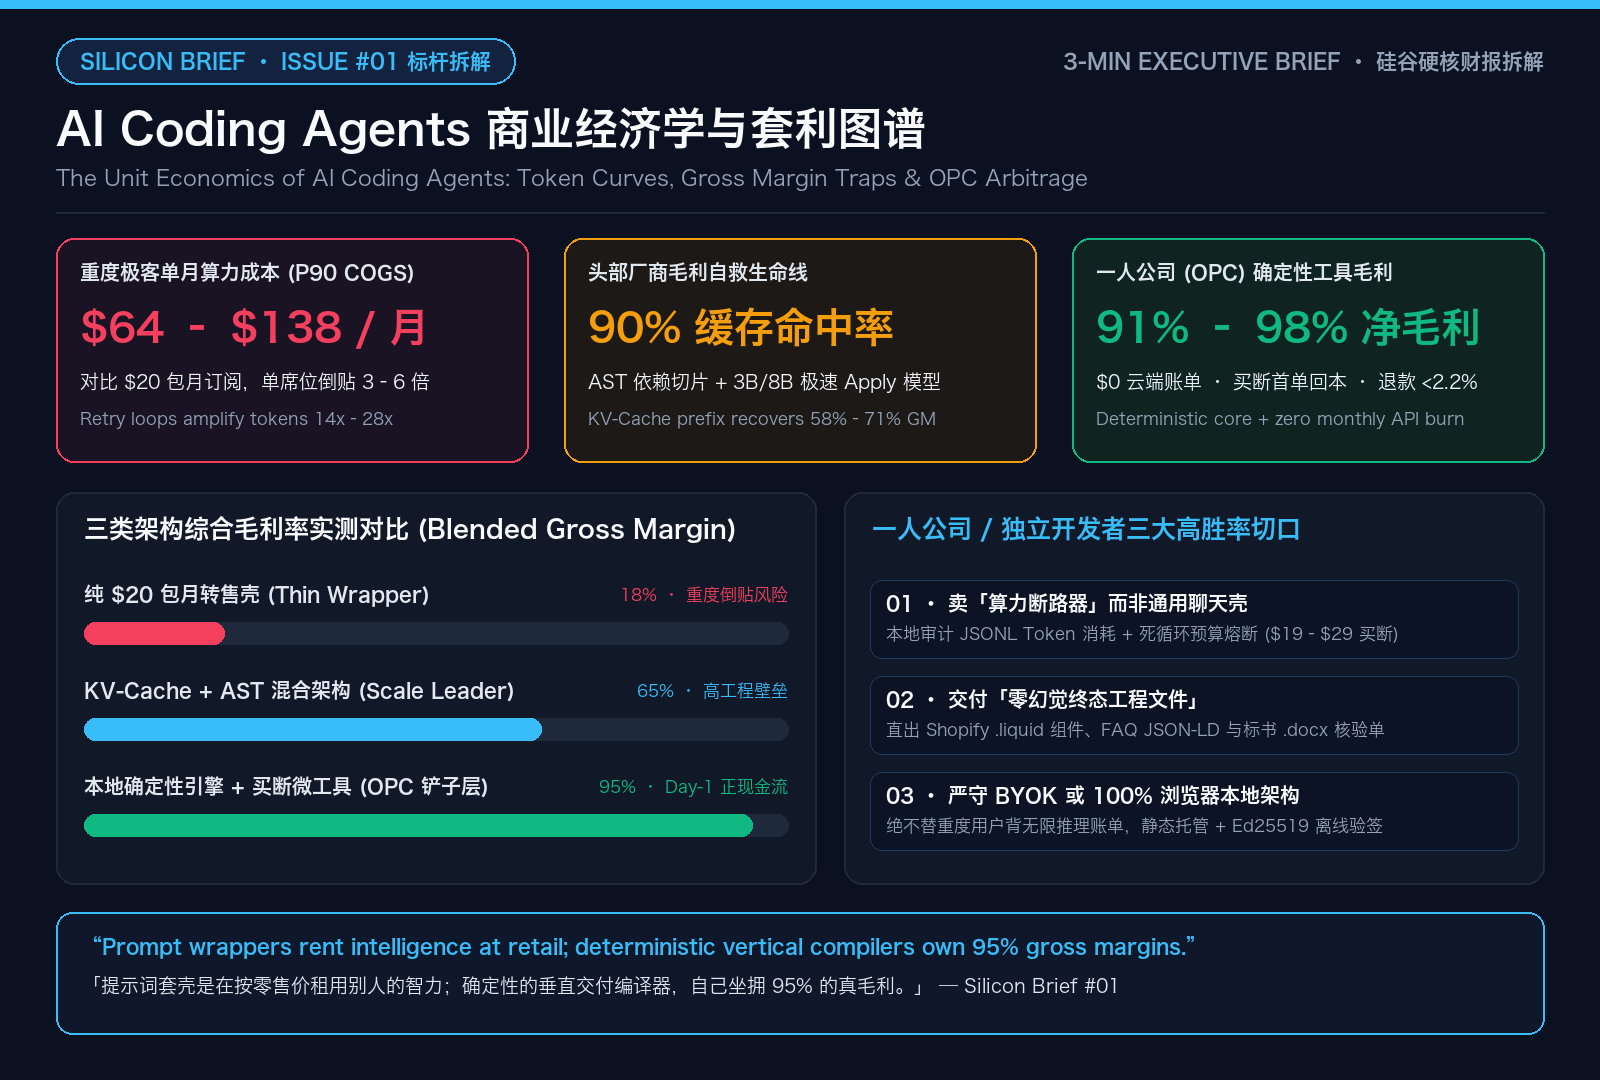 SILICON BRIEF • ISSUE #01 标杆拆解
3-MIN EXECUTIVE BRIEF • 硅谷硬核财报拆解
AI Coding Agents 商业经济学与套利图谱
The Unit Economics of AI Coding Agents: Token Curves, Gross Margin Traps & OPC Arbitrage
重度极客单月算力成本 (P90 COGS)
$64 - $138 / 月
对比 $20 包月订阅，单席位倒贴 3 - 6 倍
Retry loops amplify tokens 14x - 28x
头部厂商毛利自救生命线
90% 缓存命中率
AST 依赖切片 + 3B/8B 极速 Apply 模型
KV-Cache prefix recovers 58% - 71% GM
一人公司 (OPC) 确定性工具毛利
91% - 98% 净毛利
$0 云端账单 · 买断首单回本 · 退款 <2.2%
Deterministic core + zero monthly API burn
三类架构综合毛利率实测对比 (Blended Gross Margin)
纯 $20 包月转售壳 (Thin Wrapper)
18% · 重度倒贴风险
KV-Cache + AST 混合架构 (Scale Leader)
65% · 高工程壁垒
本地确定性引擎 + 买断微工具 (OPC 铲子层)
95% · Day-1 正现金流
一人公司 / 独立开发者三大高胜率切口
01 • 卖「算力断路器」而非通用聊天壳
本地审计 JSONL Token 消耗 + 死循环预算熔断 ($19 - $29 买断)
02 • 交付「零幻觉终态工程文件」
直出 Shopify .liquid 组件、FAQ JSON-LD 与标书 .docx 核验单
03 • 严守 BYOK 或 100% 浏览器本地架构
绝不替重度用户背无限推理账单，静态托管 + Ed25519 离线验签
“Prompt wrappers rent intelligence at retail; deterministic vertical compilers own 95% gross margins.”
「提示词套壳是在按零售价租用别人的智力；确定性的垂直交付编译器，自己坐拥 95% 的真毛利。」 — Silicon Brief #01